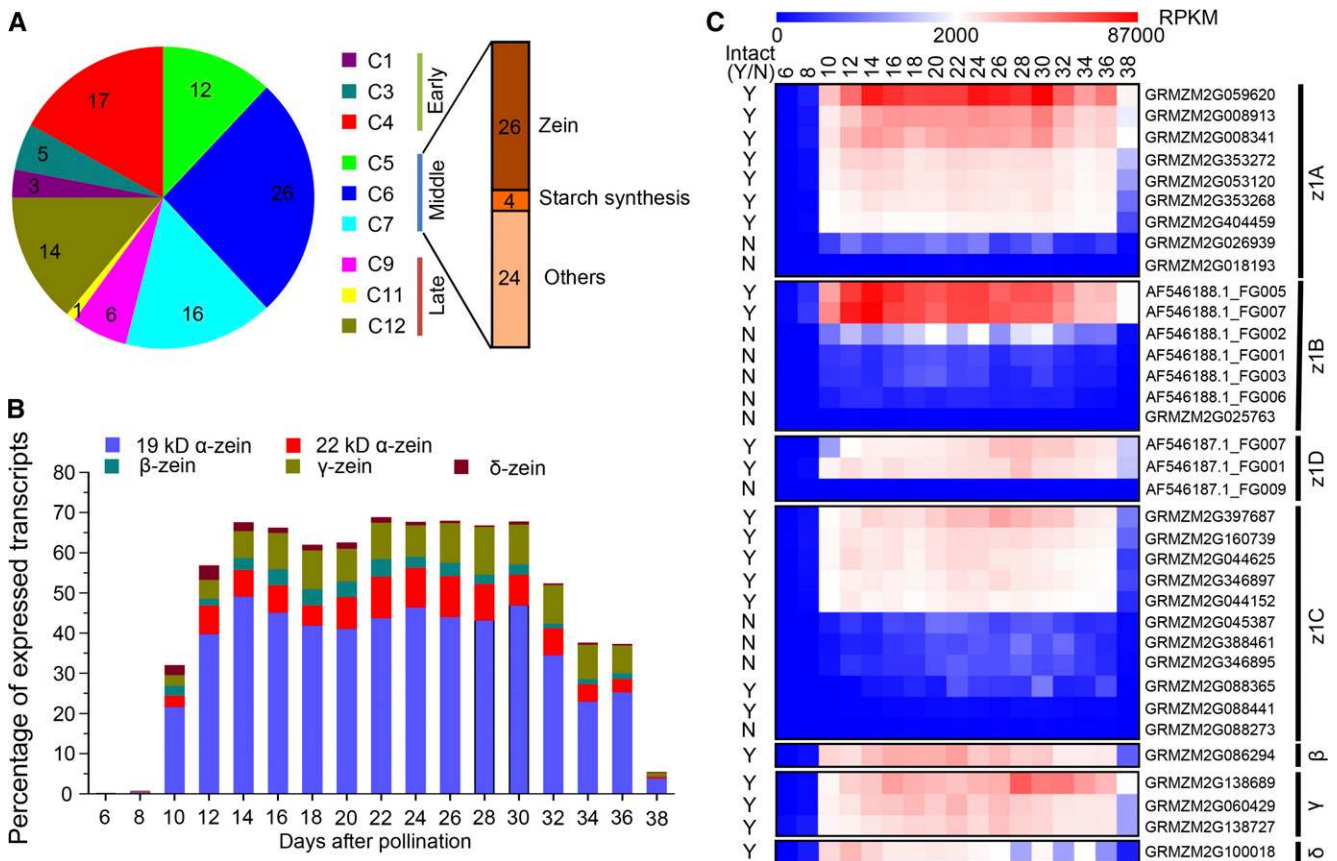 A
12
17
5
3
26
14
1
6
16
C1
C3
C4
Early
C5
C6
C7
Middle
C9
C11
C12
Late
26
Zein
4
Starch synthesis
24
Others
B
19 kD α-zein
22 kD α-zein
β-zein
γ-zein
δ-zein
Percentage of expressed transcripts
80
70
60
50
40
30
20
10
0
6 8 10 12 14 16 18 20 22 24 26 28 30 32 34 36 38
Days after pollination
C
RPKM
0 2000 87000
Intact
(Y/N)
6 8 10 12 14 16 18 20 22 24 26 28 30 32 34 36 38
Y GRMZM2G059620
Y GRMZM2G008913
Y GRMZM2G008341
Y GRMZM2G353272
Y GRMZM2G053120
Y GRMZM2G353268
Y GRMZM2G404459
N GRMZM2G026939
N GRMZM2G018193
z1A
Y AF546188.1_FG005
Y AF546188.1_FG007
N AF546188.1_FG002
N AF546188.1_FG001
N AF546188.1_FG003
N AF546188.1_FG006
N GRMZM2G025763
z1B
Y AF546187.1_FG007
Y AF546187.1_FG001
N AF546187.1_FG009
z1D
Y GRMZM2G397687
Y GRMZM2G160739
Y GRMZM2G044625
Y GRMZM2G346897
Y GRMZM2G044152
N GRMZM2G045387
N GRMZM2G388461
N GRMZM2G346895
Y GRMZM2G088365
Y GRMZM2G088441
N GRMZM2G088273
z1C
Y GRMZM2G086294
β
Y GRMZM2G138689
Y GRMZM2G060429
Y GRMZM2G138727
γ
Y GRMZM2G100018
δ